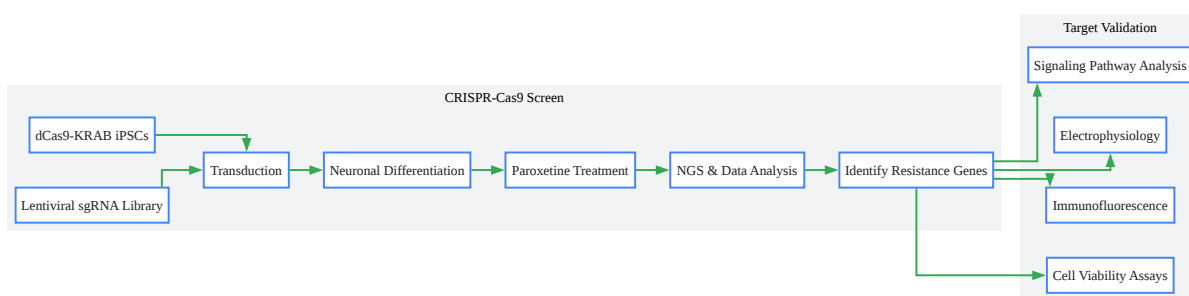 Target Validation
Signaling Pathway Analysis
CRISPR-Cas9 Screen
dCas9-KRAB iPSCs
Electrophysiology
Transduction
Neuronal Differentiation
Paroxetine Treatment
NGS & Data Analysis
Identify Resistance Genes
Lentiviral sgRNA Library
Immunofluorescence
Cell Viability Assays